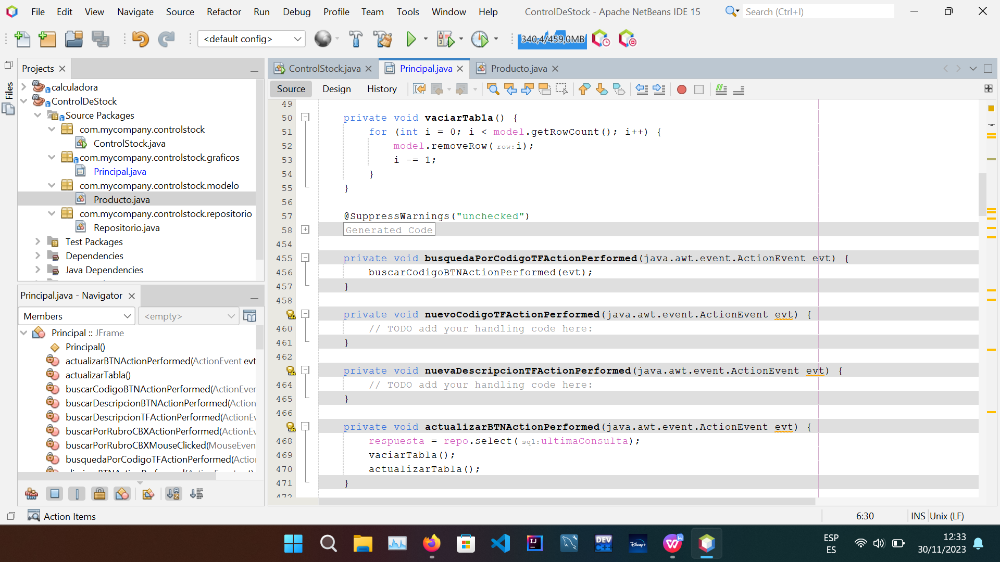 File Edit View Navigate Source Refactor Run Debug Profile Team Tools Window Help
ControlDeStock - Apache NetBeans IDE 15
Search (Ctrl+I)
<default config>
340,4/459,0MB
Files
Projects
calculadora
ControlDeStock
Source Packages
com.mycompany.controlstock
ControlStock.java
com.mycompany.controlstock.graficos
Principal.java
com.mycompany.controlstock.modelo
Producto.java
com.mycompany.controlstock.repositorio
Repositorio.java
Test Packages
Dependencies
Java Dependencies
Principal.java - Navigator
Members
<empty>
Principal :: JFrame
Principal()
actualizarBTNActionPerformed(ActionEvent evt
actualizarTabla()
buscarCodigoBTNActionPerformed(ActionEver
buscarDescripcionBTNActionPerformed(Action
buscarDescripcionTFActionPerformed(ActionEv
buscarPorRubroCBXActionPerformed(ActionEv
buscarPorRubroCBXMouseClicked(MouseEven
busquedaPorCodigoTFActionPerformed(Actio
ControlStock.java
Principal.java
Producto.java
Source
Design
History
49
50 private void vaciarTabla() {
51 for (int i = 0; i < model.getRowCount(); i++) {
52 model.removeRow(row:i);
53 i -= 1;
54 }
55 }
56
57 @SuppressWarnings("unchecked")
58 Generated Code
454
455 private void busquedaPorCodigoTFActionPerformed(java.awt.event.ActionEvent evt) {
456 buscarCodigoBTNActionPerformed(evt);
457 }
458
private void nuevoCodigoTFActionPerformed(java.awt.event.ActionEvent evt) {
460 // TODO add your handling code here:
461 }
462
private void nuevaDescripcionTFActionPerformed(java.awt.event.ActionEvent evt) {
464 // TODO add your handling code here:
465 }
466
private void actualizarBTNActionPerformed(java.awt.event.ActionEvent evt) {
468 respuesta = repo.select(sql:ultimaConsulta);
469 vaciarTabla();
470 actualizarTabla();
471 }
472
Action Items
6:30
INS
Unix (LF)
IJ
DEV C++
Disney+
ESP
ES
12:33
30/11/2023